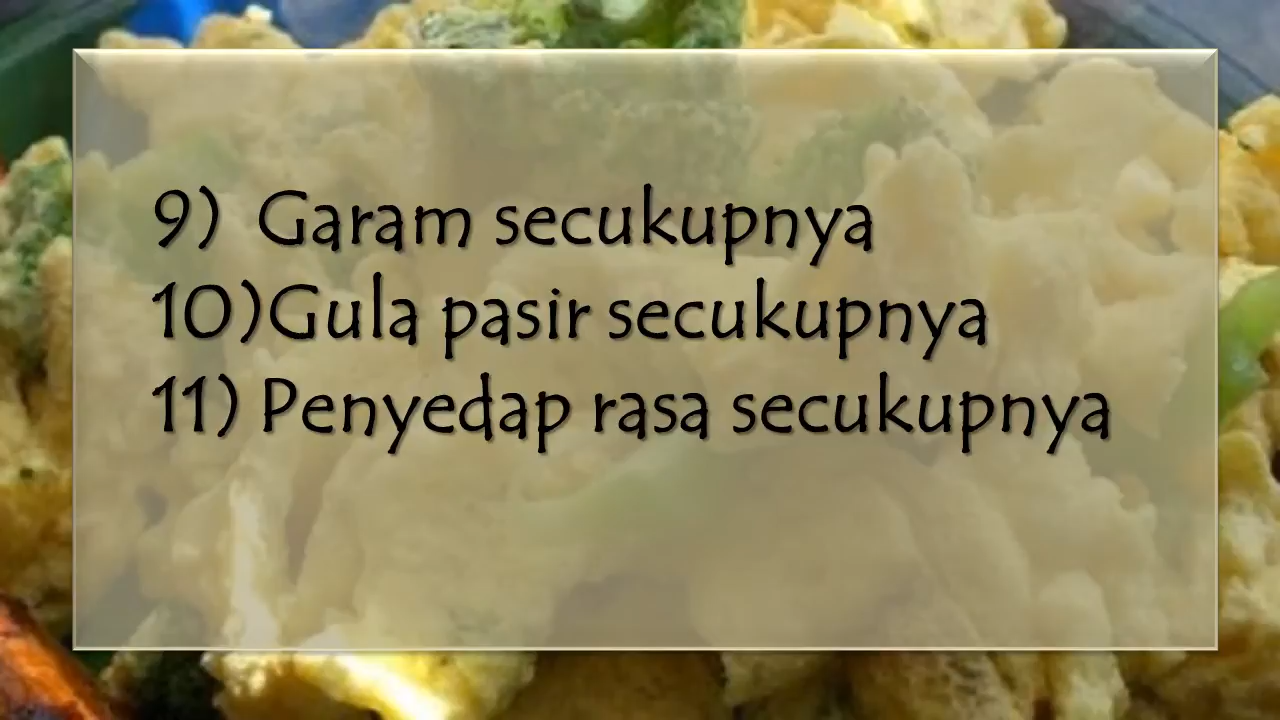 9) Garam secukupnya
10)Gula pasir secukupnya
11) Penyedap rasa secukupnya